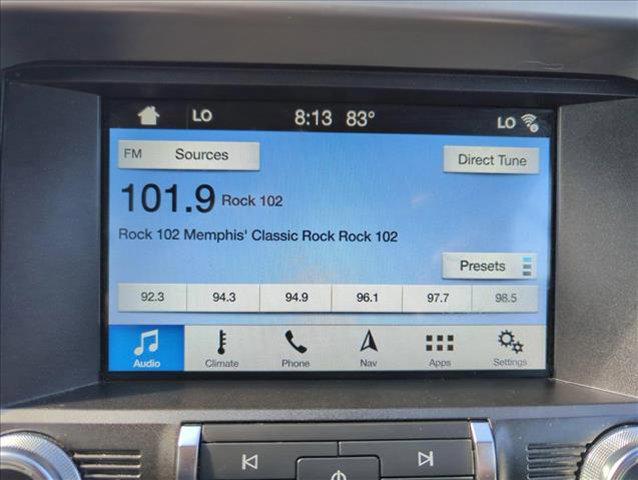 LO 8:13 83° LO
FM Sources
Direct Tune
101.9 Rock 102
Rock 102 Memphis' Classic Rock Rock 102
Presets
92.3 94.3 94.9 96.1 97.7 98.5
Audio Climate Phone Nav Apps Settings